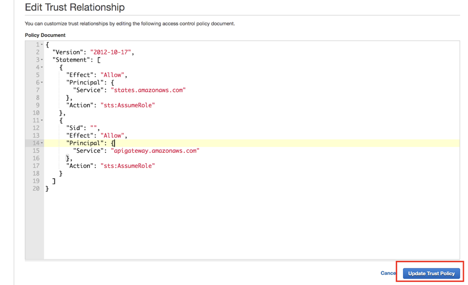 Edit Trust Relationship
You can customize trust relationships by editing the following access control policy document.
Policy Document
1 {
2 "Version": "2012-10-17",
3 "Statement": [
4 {
5 "Effect": "Allow",
6 "Principal": {
7 "Service": "states.amazonaws.com"
8 },
9 "Action": "sts:AssumeRole"
10 },
11 {
12 "Sid": "",
13 "Effect": "Allow",
14 "Principal": {
15 "Service": "apigateway.amazonaws.com"
16 },
17 "Action": "sts:AssumeRole"
18 }
19 ]
20 }
Cancel Update Trust Policy